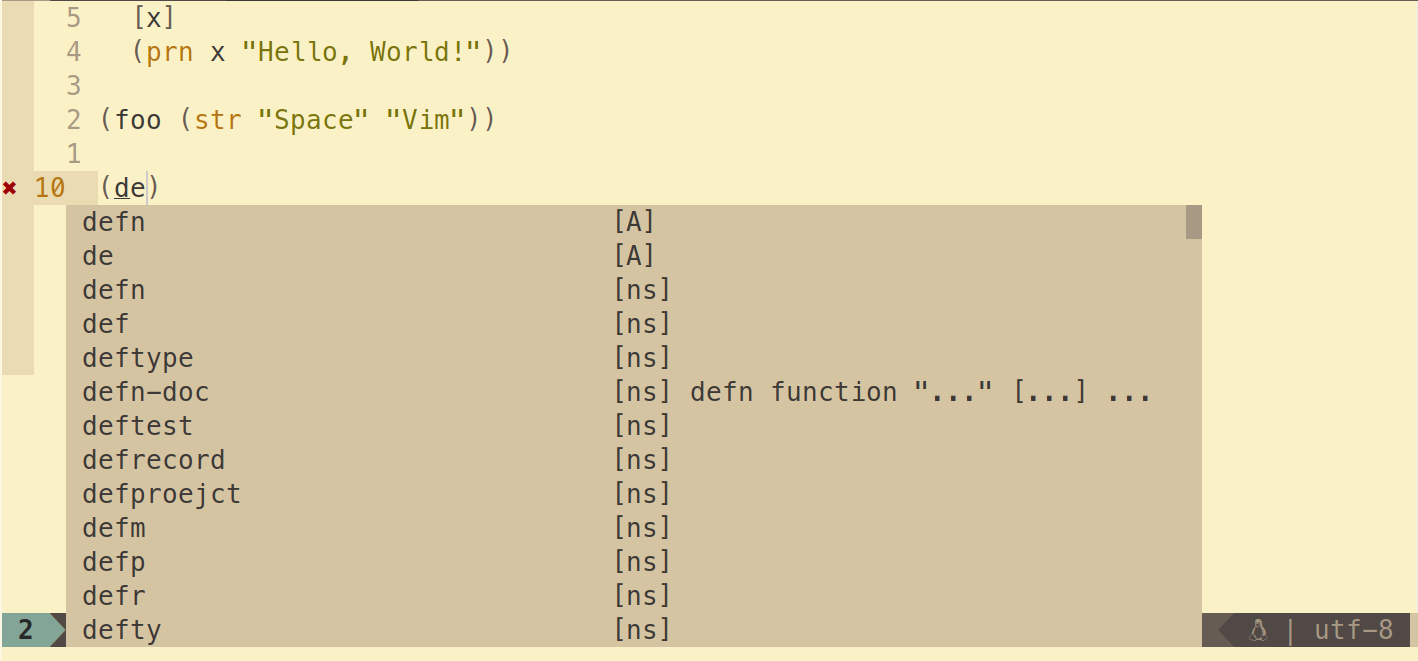 5 [x]
4 (prn x "Hello, World!"))
3
2 (foo (str "Space" "Vim"))
1
✖ 10 (de)
defn [A]
de [A]
defn [ns]
def [ns]
deftype [ns]
defn-doc [ns] defn function "..." [...] ...
deftest [ns]
defrecord [ns]
defproejct [ns]
defm [ns]
defp [ns]
defr [ns]
defty [ns]
2 | utf-8